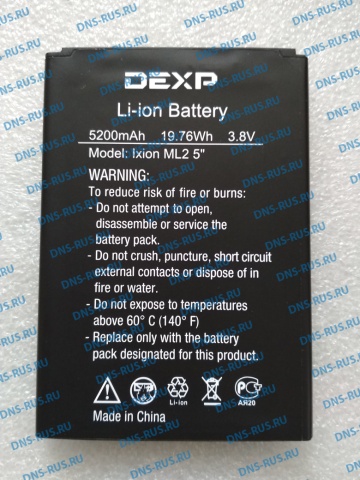 DEXP
Li-ion Battery
5200mAh 19.76Wh 3.8V
Model: Ixion ML2 5"
WARNING:
To reduce risk of fire or burns:
- Do not attempt to open,
disassemble or service the
battery pack.
- Do not crush, puncture, short circuit
external contacts or dispose of in
fire or water.
- Do not expose to temperatures
above 60° C (140° F)
- Replace only with the battery
pack designated for this product.
Li-ion
АЯ20
Made in China
DNS-RUS.RU